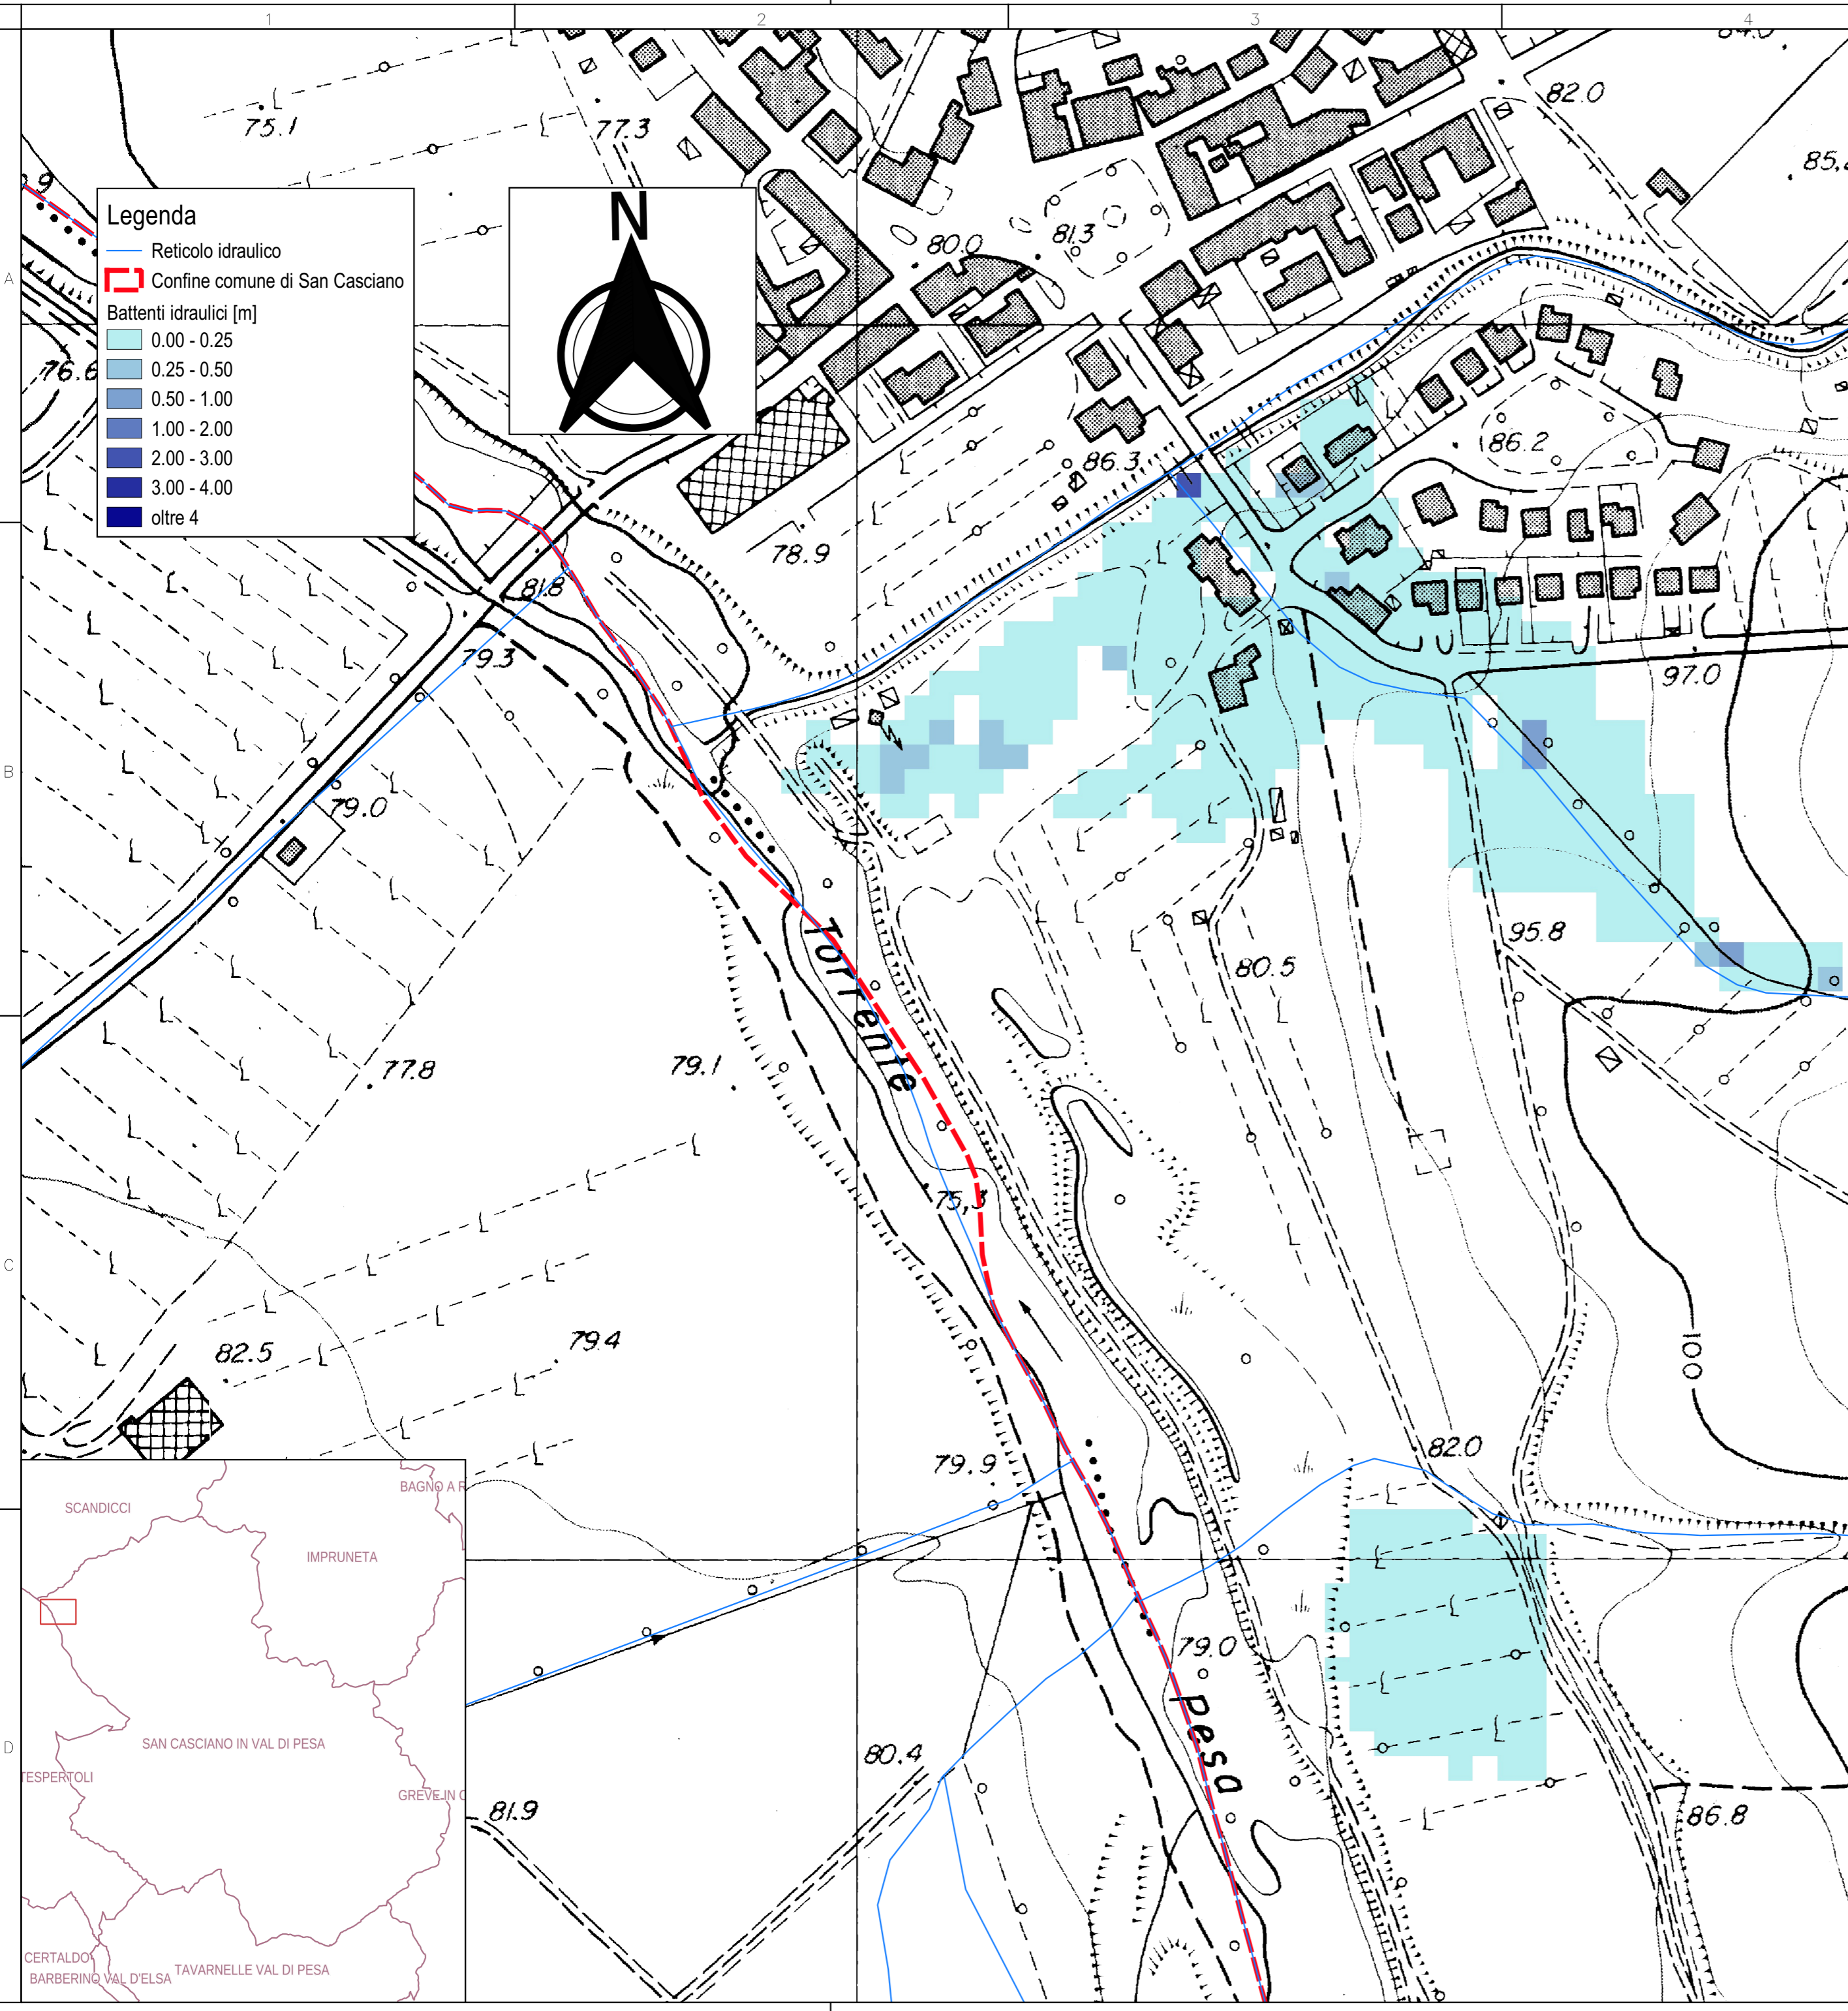 1
2
3
4
82.0
75.1
77.3
Legenda
Reticolo idraulico
Confine comune di San Casciano
Battenti idraulici [m]
0.00 - 0.25
0.25 - 0.50
0.50 - 1.00
1.00 - 2.00
2.00 - 3.00
3.00 - 4.00
oltre 4
N
80.0
81.3
A
76.6
86.3
86.2
78.9
81.8
79.3
97.0
B
79.0
95.8
80.5
Torrente
77.8
79.1
75,3
C
82.5
79.4
100
82.0
79.9
SCANDICCI
BAGNO A R
IMPRUNETA
79.0
Pesa
SAN CASCIANO IN VAL DI PESA
D
80.4
TESPERTOLI
GREVE IN C
81.9
86.8
CERTALDO
TAVARNELLE VAL DI PESA
BARBERINO VAL D'ELSA